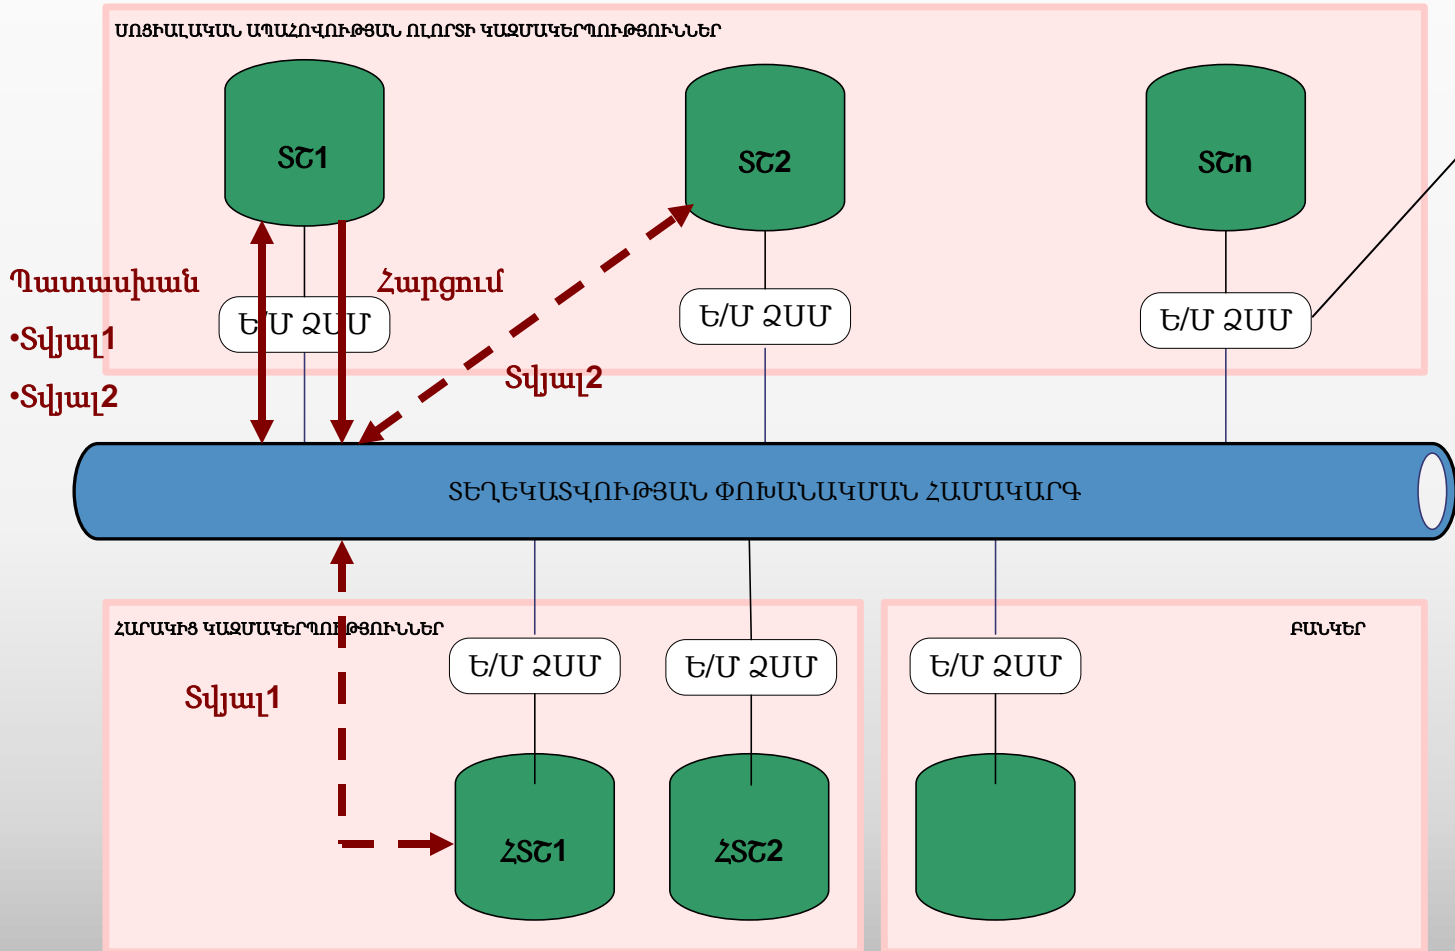 ՍՈՑԻԱԼԱԿԱՆ ԱՊԱՀՈՎՈՒԹՅԱՆ ՈԼՈՐՏԻ ԿԱԶՄԱԿԵՐՊՈՒԹՅՈՒՆՆԵՐ
ՏՇ1
ՏՇ2
ՏՇn
Պատասխան
Հարցում
•Տվյալ1
•Տվյալ2
Ե/Մ ՁՍՄ
Ե/Մ ՁՍՄ
Ե/Մ ՁՍՄ
Տվյալ2
ՏԵՂԵԿԱՏՎՈՒԹՅԱՆ ՓՈԽԱՆԱԿՄԱՆ ՀԱՄԱԿԱՐԳ
ՀԱՐԱԿԻՑ ԿԱԶՄԱԿԵՐՊՈՒԹՅՈՒՆՆԵՐ
ԲԱՆԿԵՐ
Ե/Մ ՁՍՄ
Ե/Մ ՁՍՄ
Ե/Մ ՁՍՄ
Տվյալ1
ՀՏՇ1
ՀՏՇ2